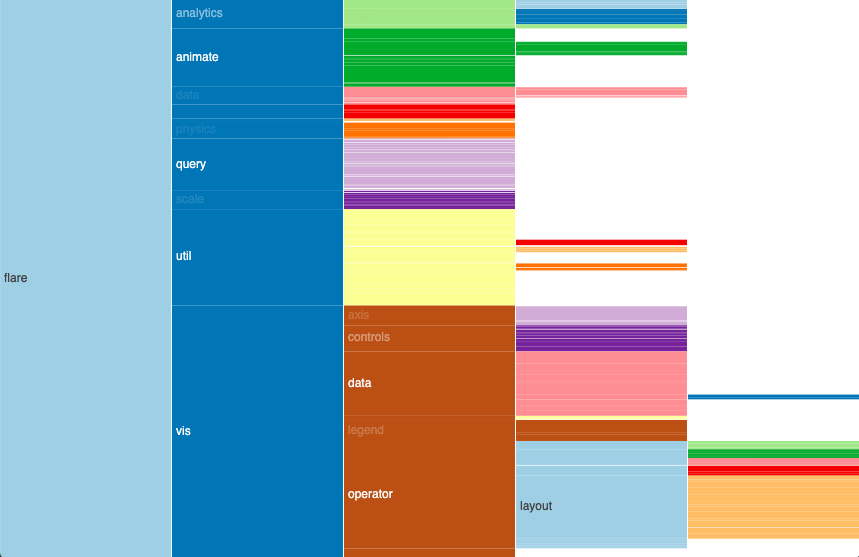 flare
analytics
animate
data
physics
query
scale
util
vis
axis
controls
data
legend
operator
layout